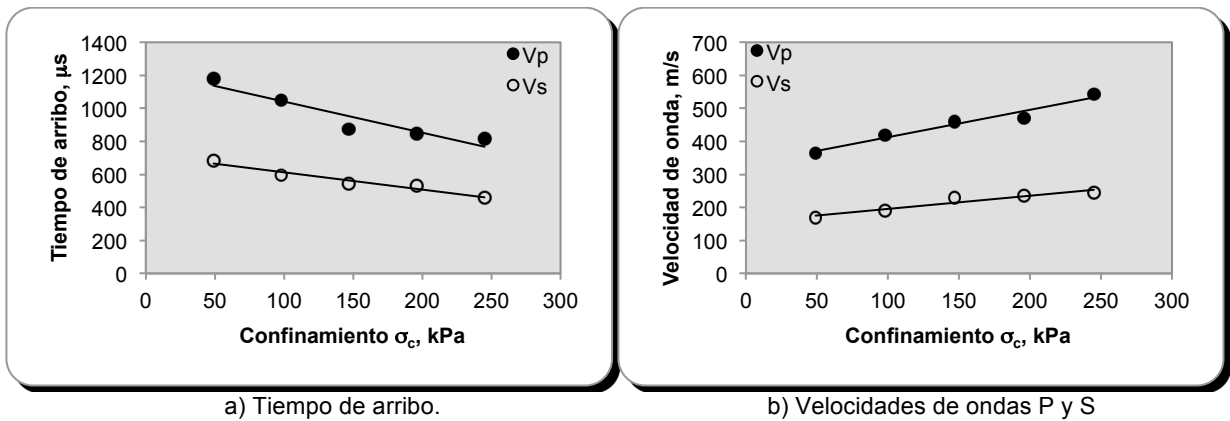 1400
1200
1000
800
600
400
200
0
0 50 100 150 200 250 300
Tiempo de arribo, μs
Confinamiento σc, kPa
Vp
Vs
a) Tiempo de arribo.
700
600
500
400
300
200
100
0
0 50 100 150 200 250 300
Velocidad de onda, m/s
Confinamiento σc, kPa
Vp
Vs
b) Velocidades de ondas P y S